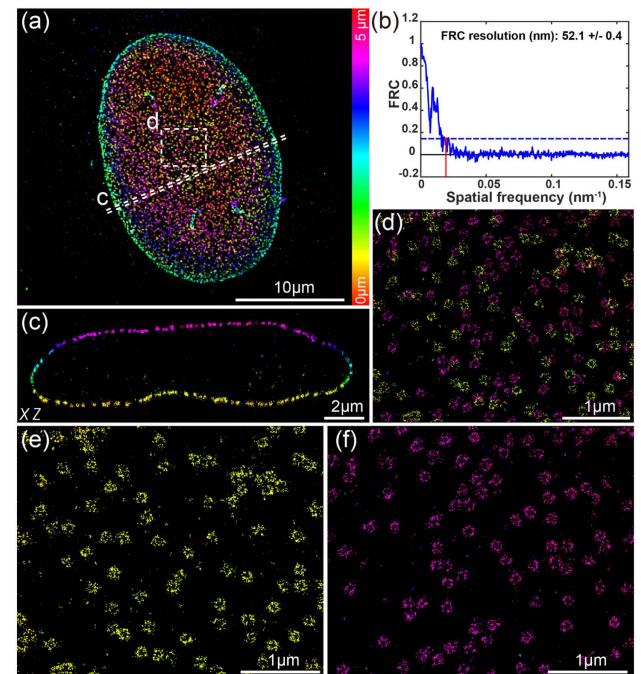 (a)
5 µm
d
c
10µm
0µm
(b)
FRC resolution (nm): 52.1 +/- 0.4
FRC
1.2
1
0.8
0.6
0.4
0.2
0
-0.2
0
0.05
0.1
0.15
Spatial frequency (nm⁻¹)
(c)
X Z
2µm
(d)
1µm
(e)
1µm
(f)
1µm